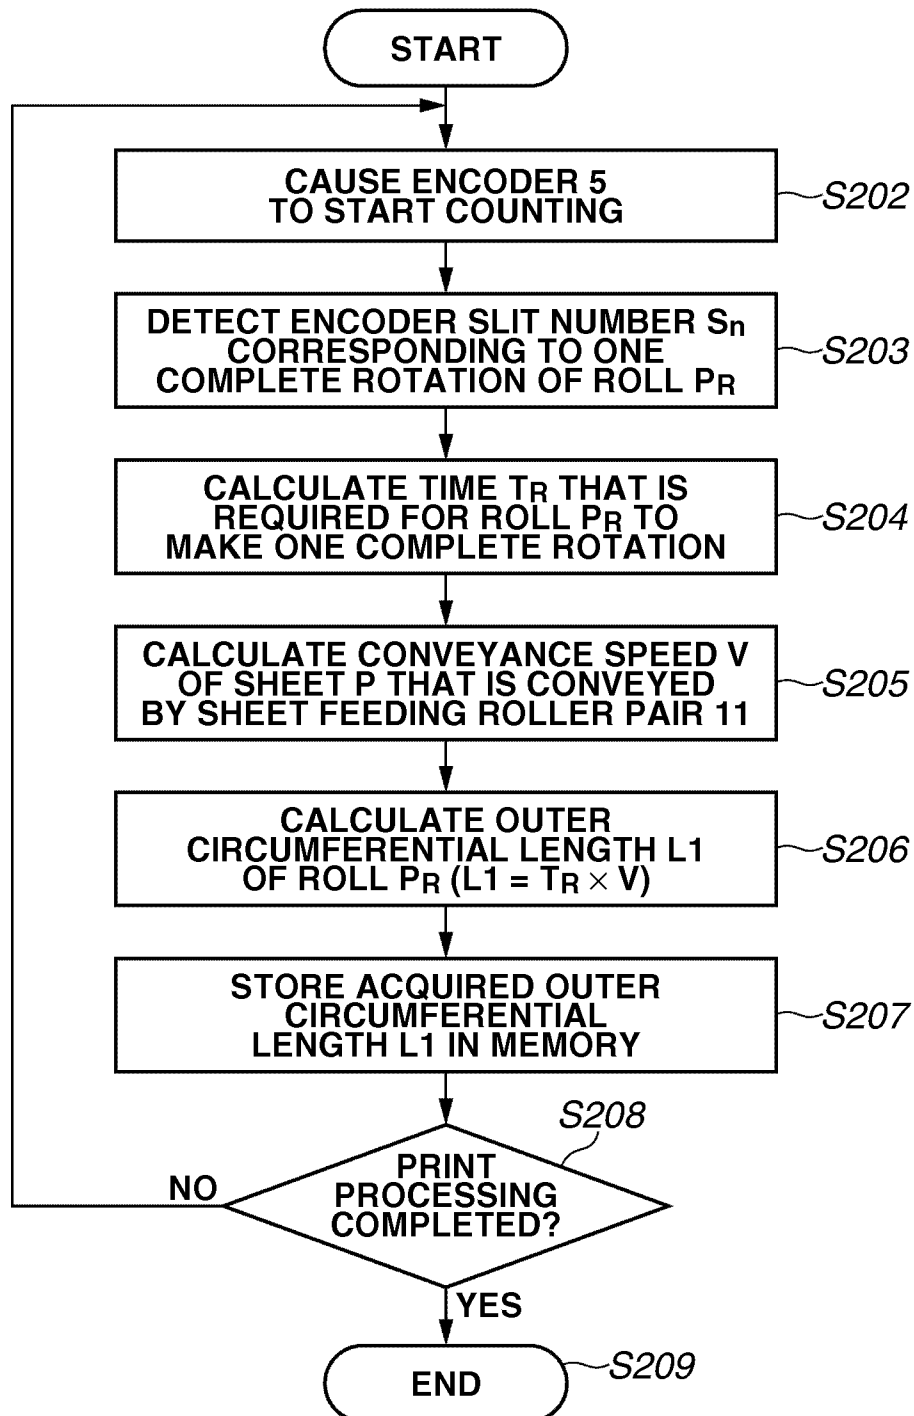 START
CAUSE ENCODER 5
TO START COUNTING
S202
DETECT ENCODER SLIT NUMBER Sn
CORRESPONDING TO ONE
COMPLETE ROTATION OF ROLL PR
S203
CALCULATE TIME TR THAT IS
REQUIRED FOR ROLL PR TO
MAKE ONE COMPLETE ROTATION
S204
CALCULATE CONVEYANCE SPEED V
OF SHEET P THAT IS CONVEYED
BY SHEET FEEDING ROLLER PAIR 11
S205
CALCULATE OUTER
CIRCUMFERENTIAL LENGTH L1
OF ROLL PR (L1 = TR × V)
S206
STORE ACQUIRED OUTER
CIRCUMFERENTIAL
LENGTH L1 IN MEMORY
S207
S208
PRINT
PROCESSING
COMPLETED?
NO
YES
END
S209